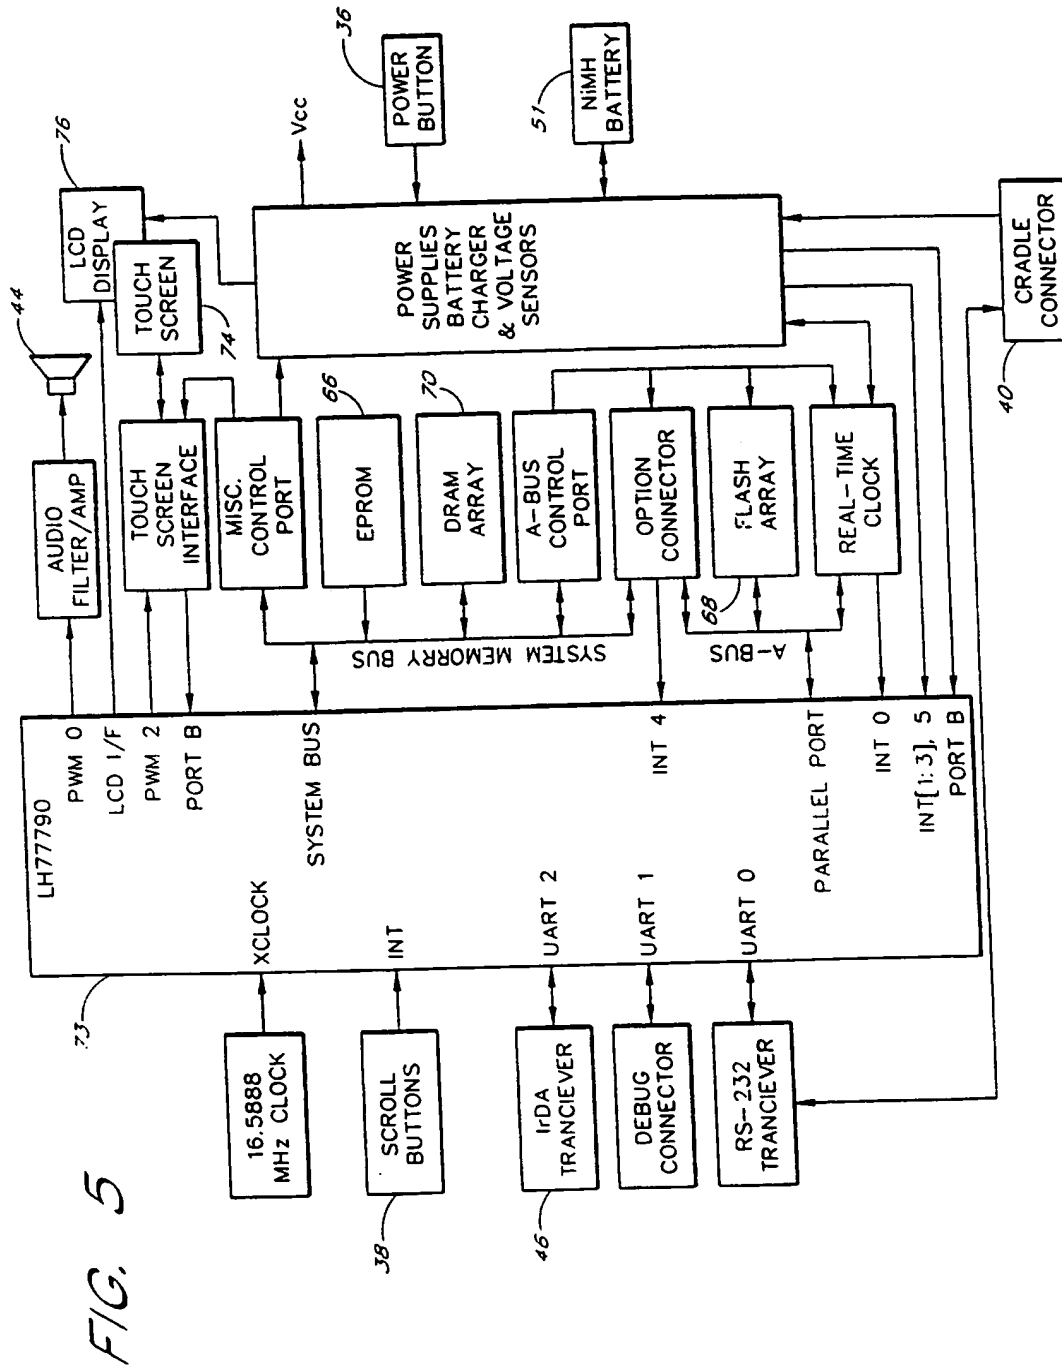 FIG. 5
73
LH77790
XCLOCK
INT
UART 2
UART 1
UART 0
PWM 0
LCD I/F
PWM 2
PORT B
SYSTEM BUS
INT 4
PARALLEL PORT
INT 0
INT[1:3], 5
PORT B
16.5888
MHz CLOCK
SCROLL
BUTTONS
38
IrDA
TRANCIEVER
46
DEBUG
CONNECTOR
RS-232
TRANCIEVER
AUDIO
FILTER/AMP
44
TOUCH
SCREEN
INTERFACE
MISC.
CONTROL
PORT
EPROM
66
DRAM
ARRAY
70
A-BUS
CONTROL
PORT
OPTION
CONNECTOR
FLASH
ARRAY
68
REAL-TIME
CLOCK
SYSTEM MEMORRY BUS
A-BUS
LCD
DISPLAY
76
TOUCH
SCREEN
74
POWER
SUPPLIES
BATTERY
CHARGER
& VOLTAGE
SENSORS
Vcc
POWER
BUTTON
36
NiMH
BATTERY
51
CRADLE
CONNECTOR
40